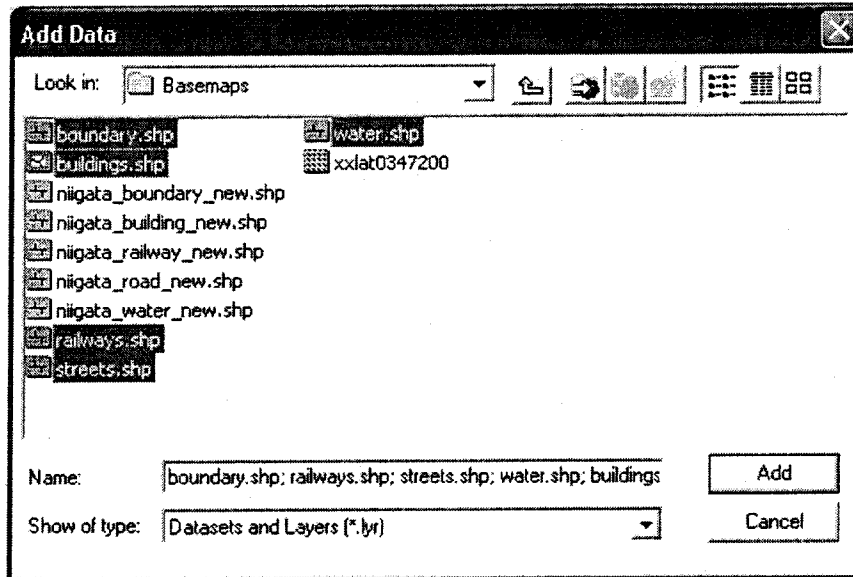 Add Data
Look in: Basemaps
boundary.shp
buildings.shp
niigata_boundary_new.shp
niigata_building_new.shp
niigata_railway_new.shp
niigata_road_new.shp
niigata_water_new.shp
railways.shp
streets.shp
water.shp
xxlat0347200
Name: boundary.shp; railways.shp; streets.shp; water.shp; buildings
Add
Show of type: Datasets and Layers (*.lyr)
Cancel